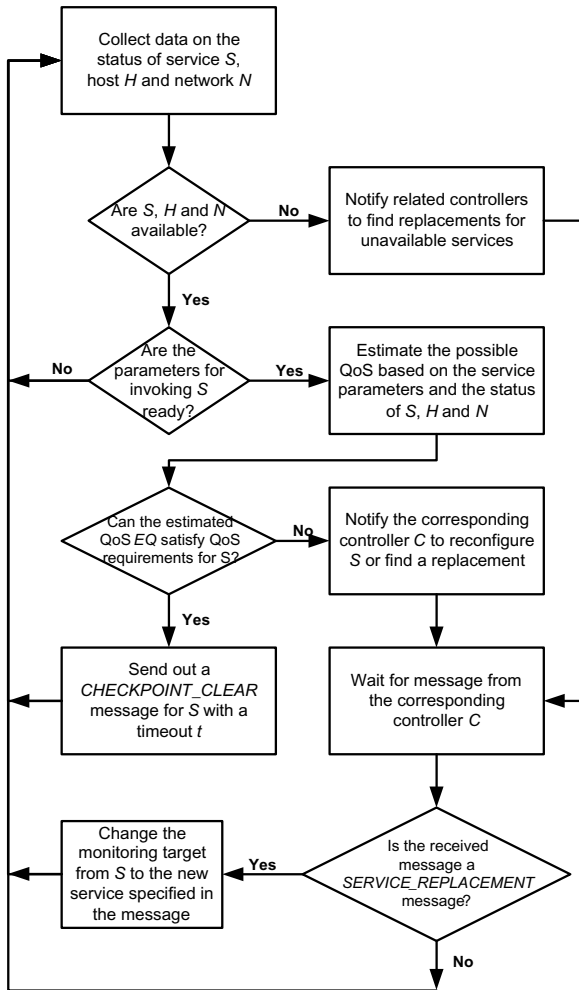 Collect data on the
status of service S,
host H and network N
Are S, H and N
available?
No
Notify related controllers
to find replacements for
unavailable services
Yes
Are the
parameters for
invoking S
ready?
No
Yes
Estimate the possible
QoS based on the service
parameters and the status
of S, H and N
Can the estimated
QoS EQ satisfy QoS
requirements for S?
No
Notify the corresponding
controller C to reconfigure
S or find a replacement
Yes
Send out a
CHECKPOINT_CLEAR
message for S with a
timeout t
Wait for message from
the corresponding
controller C
Is the received
message a
SERVICE_REPLACEMENT
message?
Yes
Change the
monitoring target
from S to the new
service specified in
the message
No